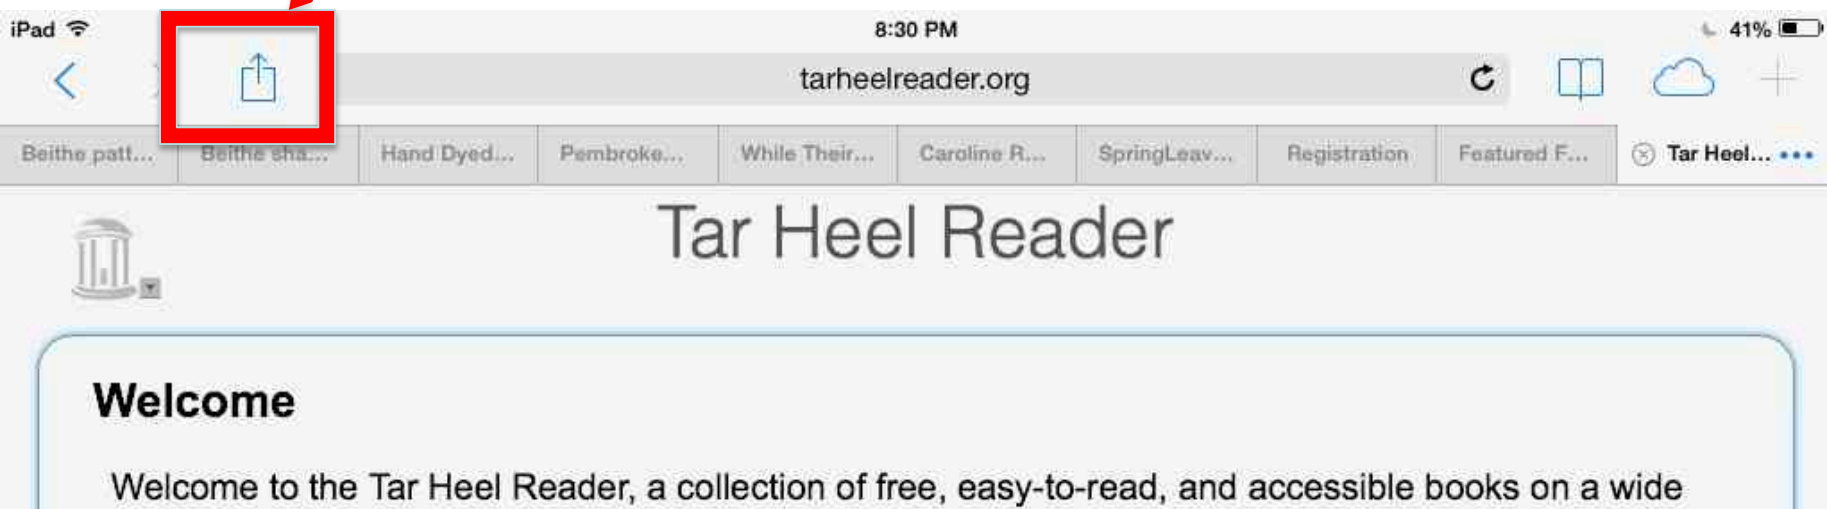 iPad 8:30 PM 41%
tarheelreader.org
Beithe patt... Beithe sha... Hand Dyed... Pembroke... While Their... Caroline R... SpringLeav... Registration Featured F... Tar Heel... •••
Tar Heel Reader
Welcome
Welcome to the Tar Heel Reader, a collection of free, easy-to-read, and accessible books on a wide